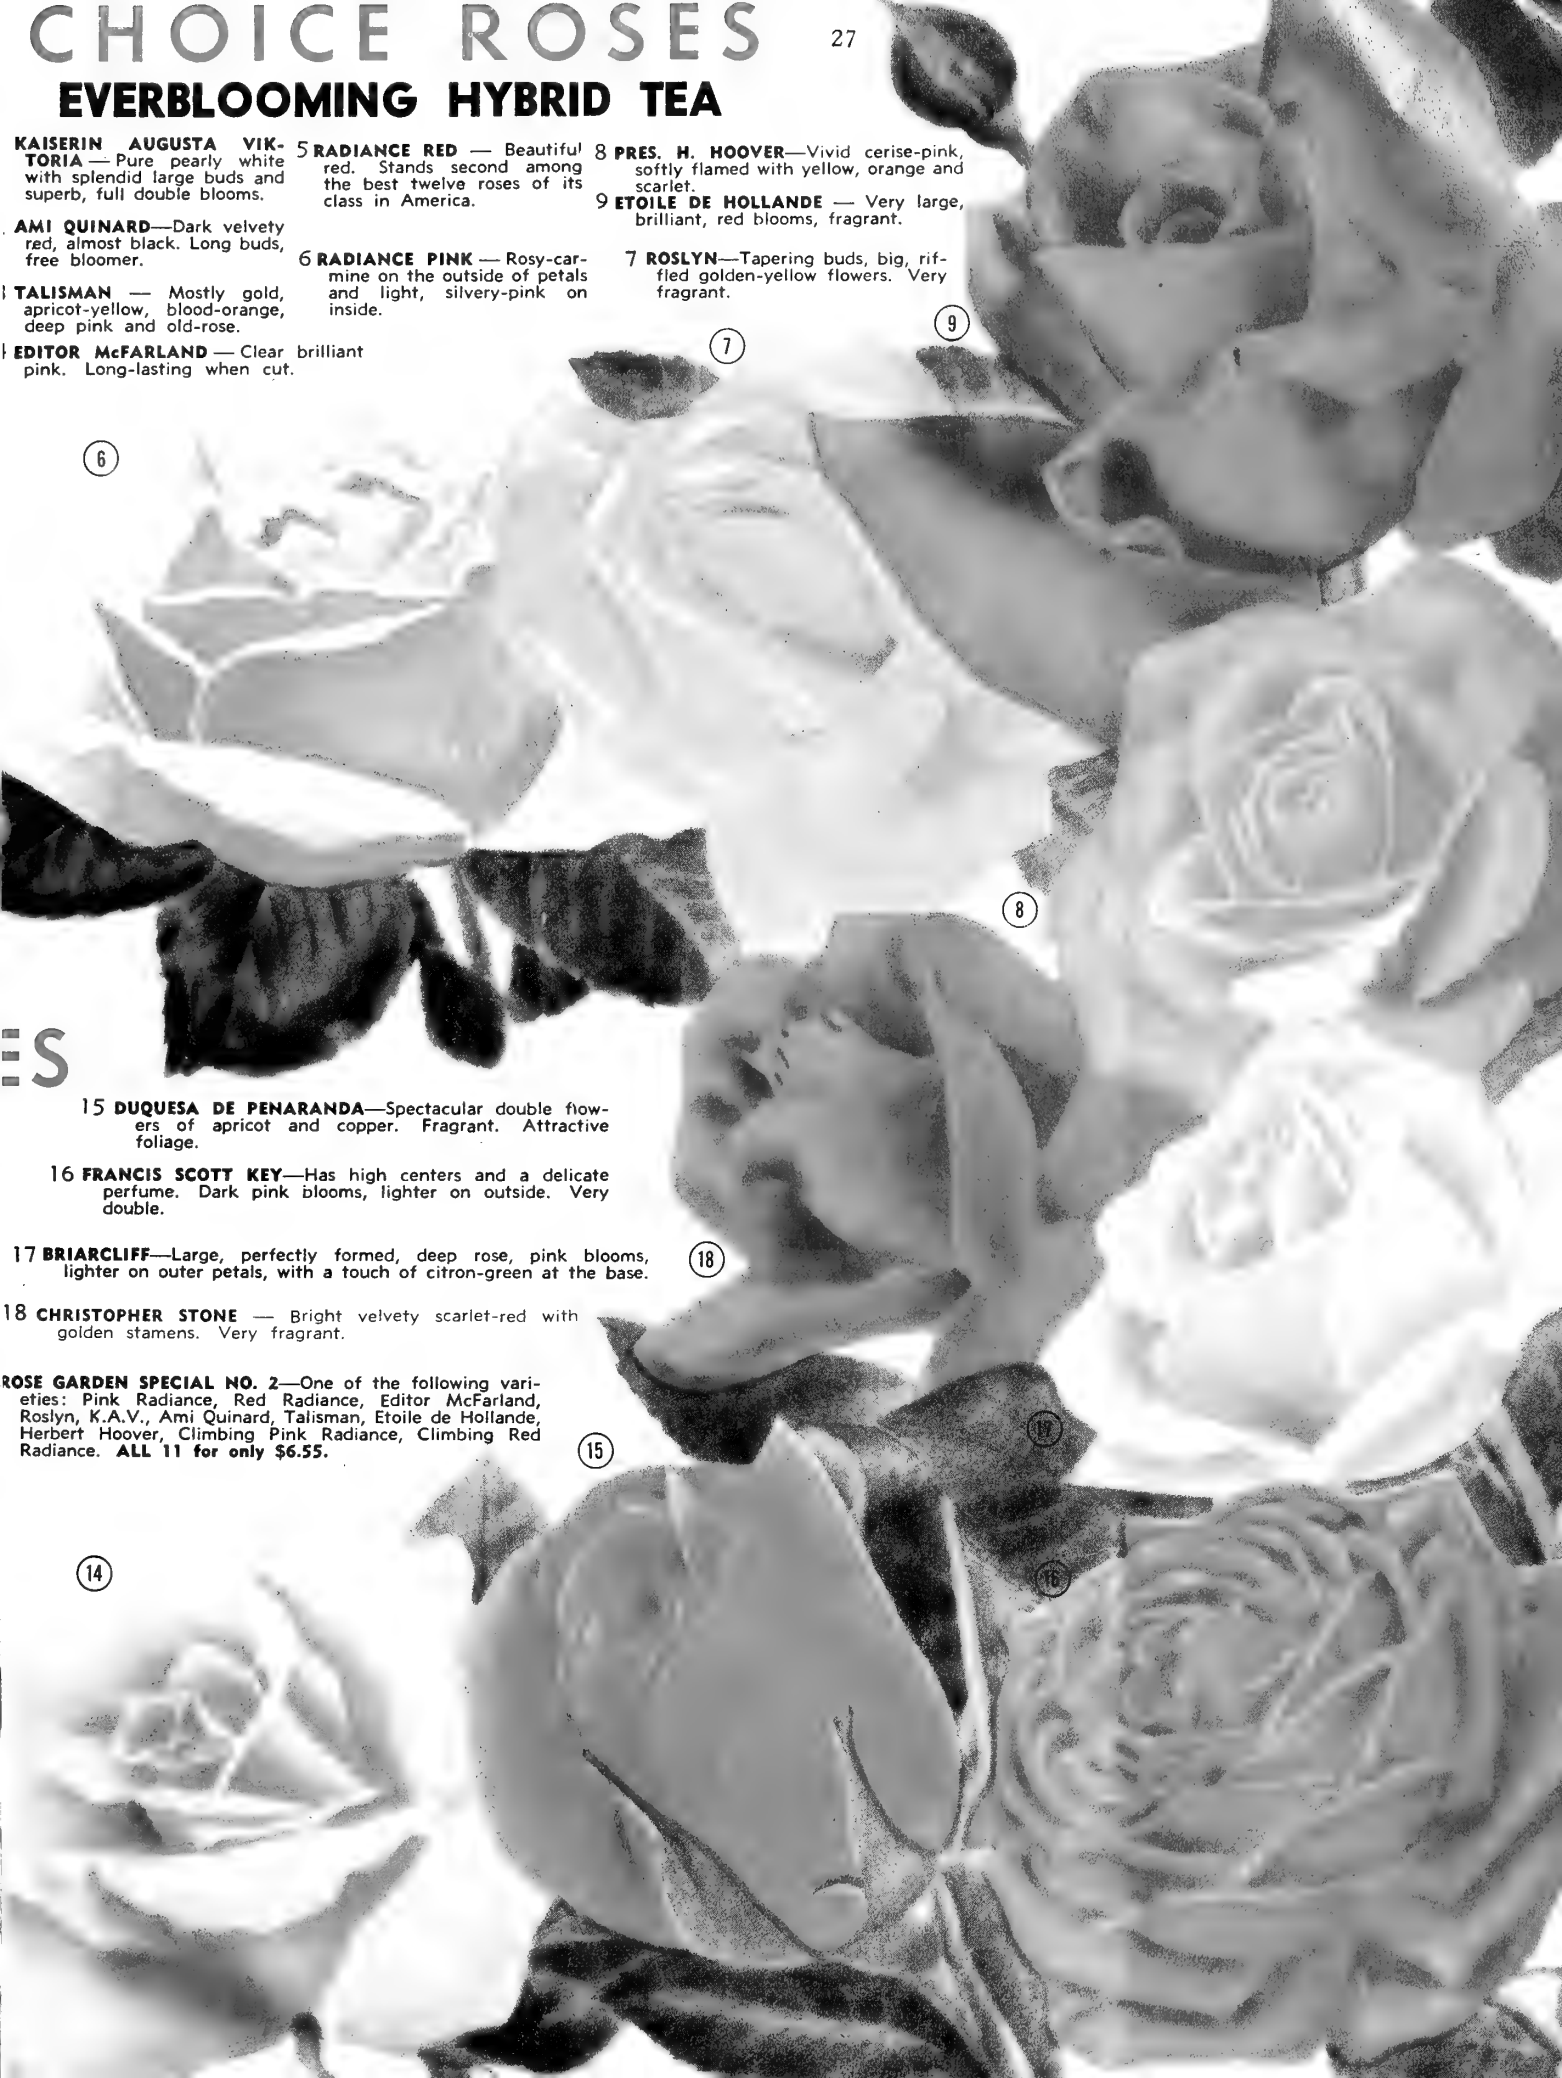 CHOICE ROSES
27
EVERBLOOMING HYBRID TEA
KAISERIN AUGUSTA VIK-
TORIA — Pure pearly white
with splendid large buds and
superb, full double blooms.
AMI QUINARD—Dark velvety
red, almost black. Long buds,
free bloomer.
TALISMAN — Mostly gold,
apricot-yellow, blood-orange,
deep pink and old-rose.
EDITOR McFARLAND — Clear brilliant
pink. Long-lasting when cut.
5 RADIANCE RED — Beautiful
red. Stands second among
the best twelve roses of its
class in America.
6 RADIANCE PINK — Rosy-car-
mine on the outside of petals
and light, silvery-pink on
inside.
8 PRES. H. HOOVER—Vivid cerise-pink,
softly flamed with yellow, orange and
scarlet.
9 ETOILE DE HOLLANDE — Very large,
brilliant, red blooms, fragrant.
7 ROSLYN—Tapering buds, big, rif-
fled golden-yellow flowers. Very
fragrant.
9
7
6
8
ES
15 DUQUESA DE PENARANDA—Spectacular double flow-
ers of apricot and copper. Fragrant. Attractive
foliage.
16 FRANCIS SCOTT KEY—Has high centers and a delicate
perfume. Dark pink blooms, lighter on outside. Very
double.
17 BRIARCLIFF—Large, perfectly formed, deep rose, pink blooms,
lighter on outer petals, with a touch of citron-green at the base.
18 CHRISTOPHER STONE — Bright velvety scarlet-red with
golden stamens. Very fragrant.
ROSE GARDEN SPECIAL NO. 2—One of the following vari-
eties: Pink Radiance, Red Radiance, Editor McFarland,
Roslyn, K.A.V., Ami Quinard, Talisman, Etoile de Hollande,
Herbert Hoover, Climbing Pink Radiance, Climbing Red
Radiance. ALL 11 for only $6.55.
18
17
15
14
16